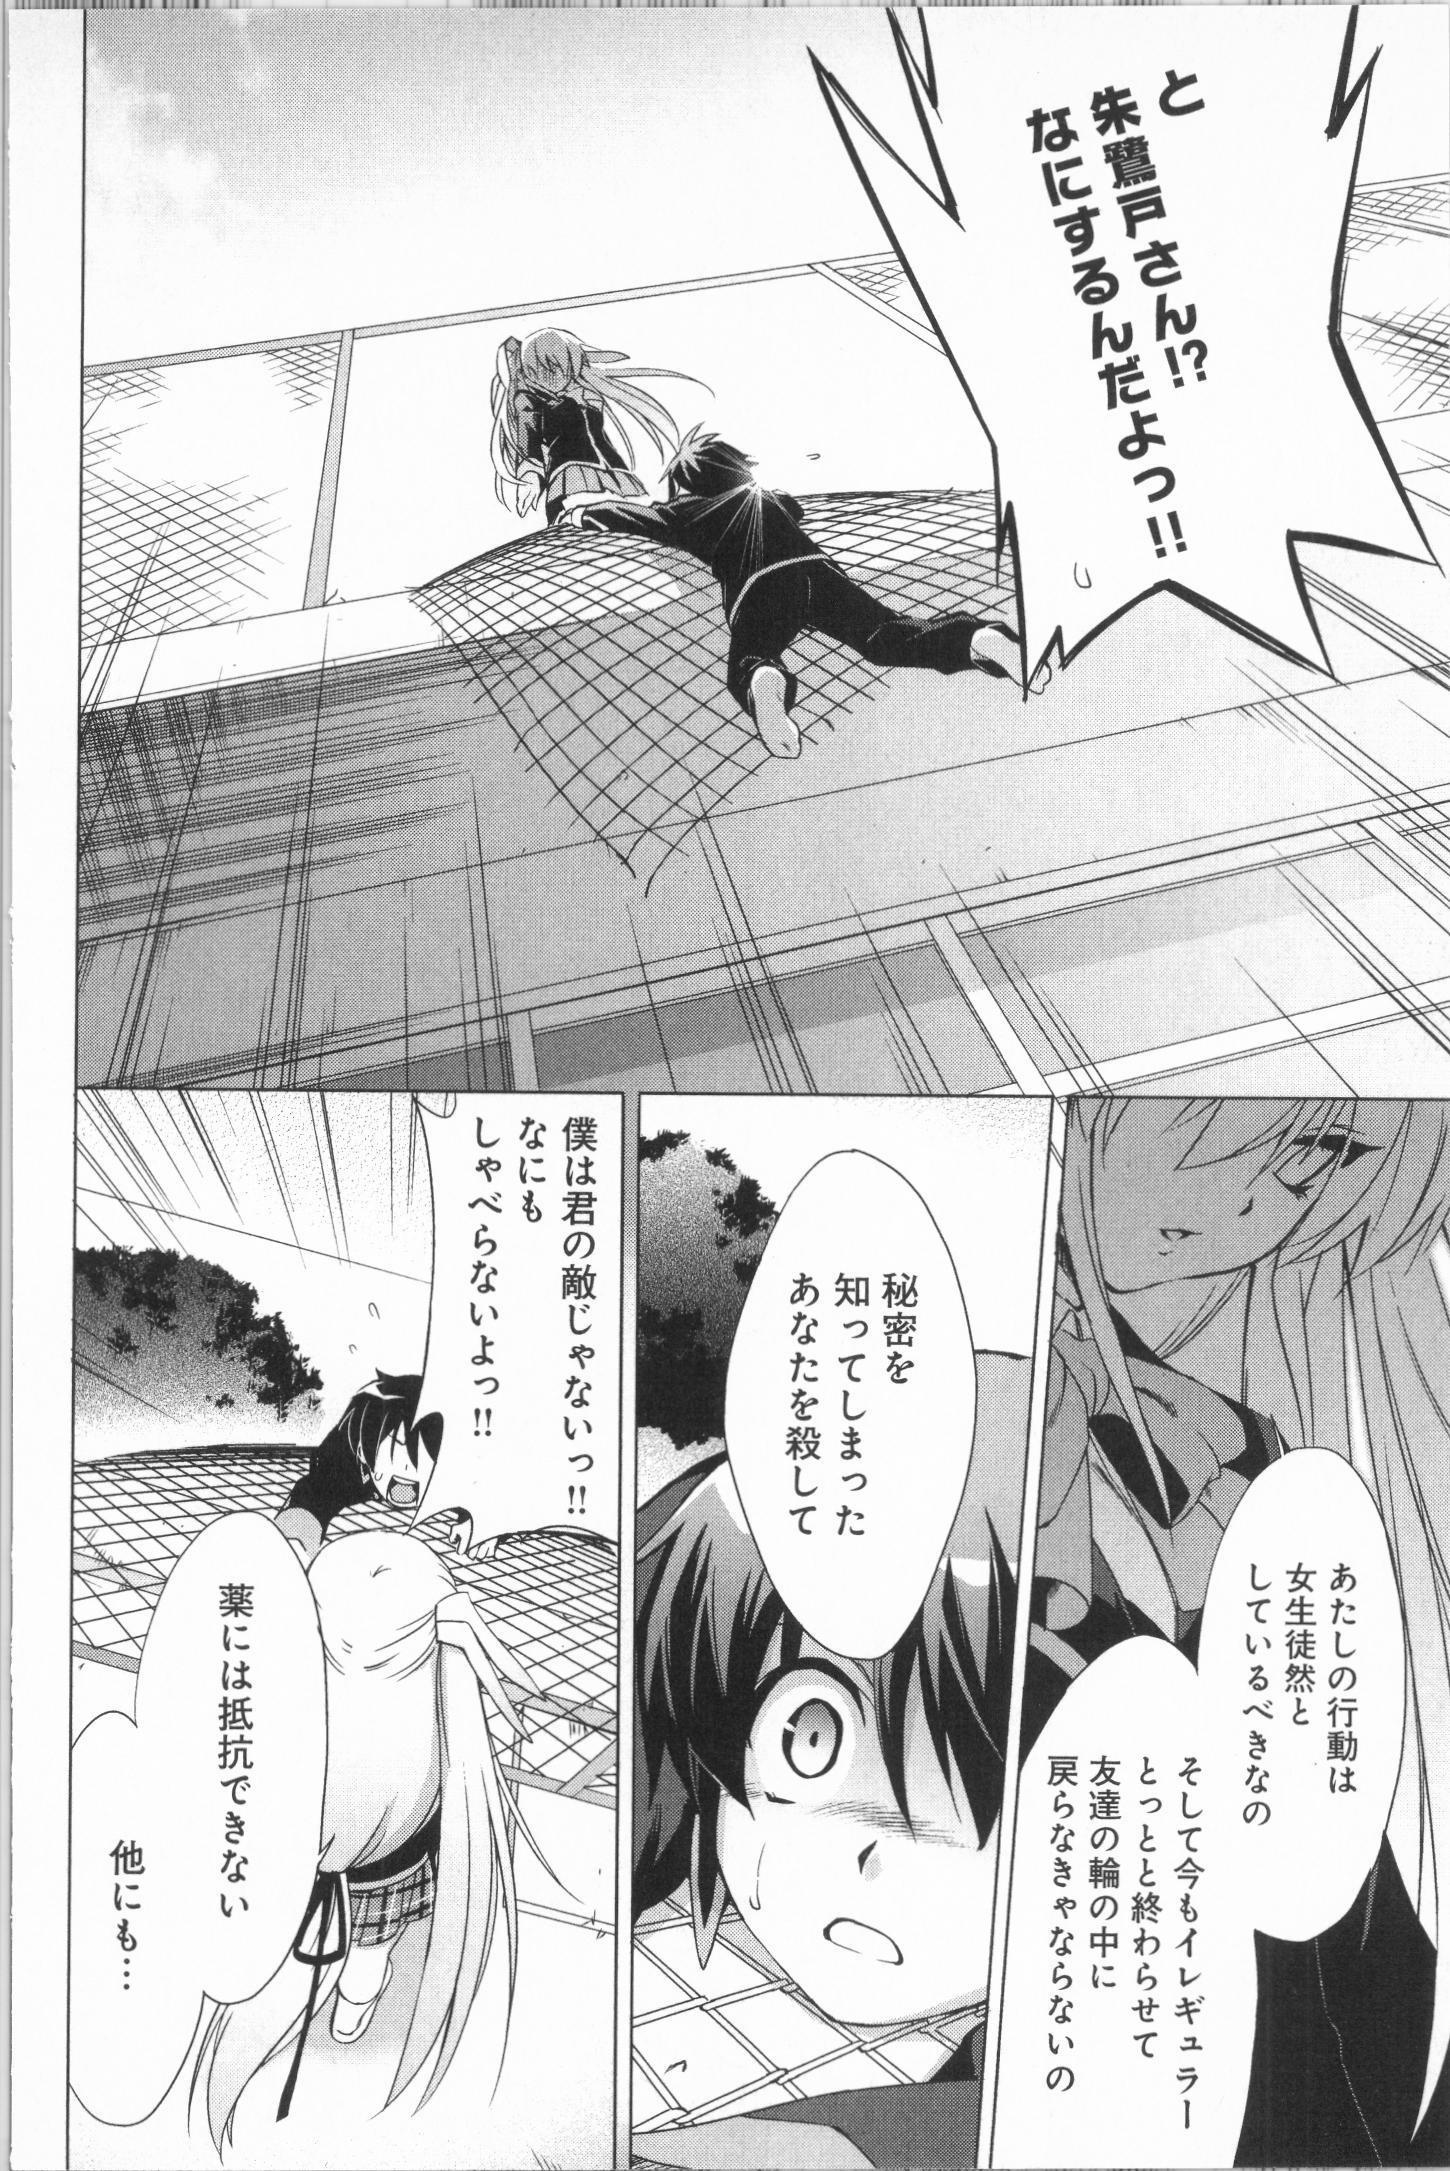 と
朱鷺戸さん!?
なにするんだよっ!!
あたしの行動は
女生徒然と
しているべきなの
そして今もイレギュラー
とっとと終わらせて
友達の輪の中に
戻らなきゃならないの
秘密を
知ってしまった
あなたを殺して
僕は君の敵じゃないっ!!
なにも
しゃべらないよっ!!
薬には抵抗できない
他にも…